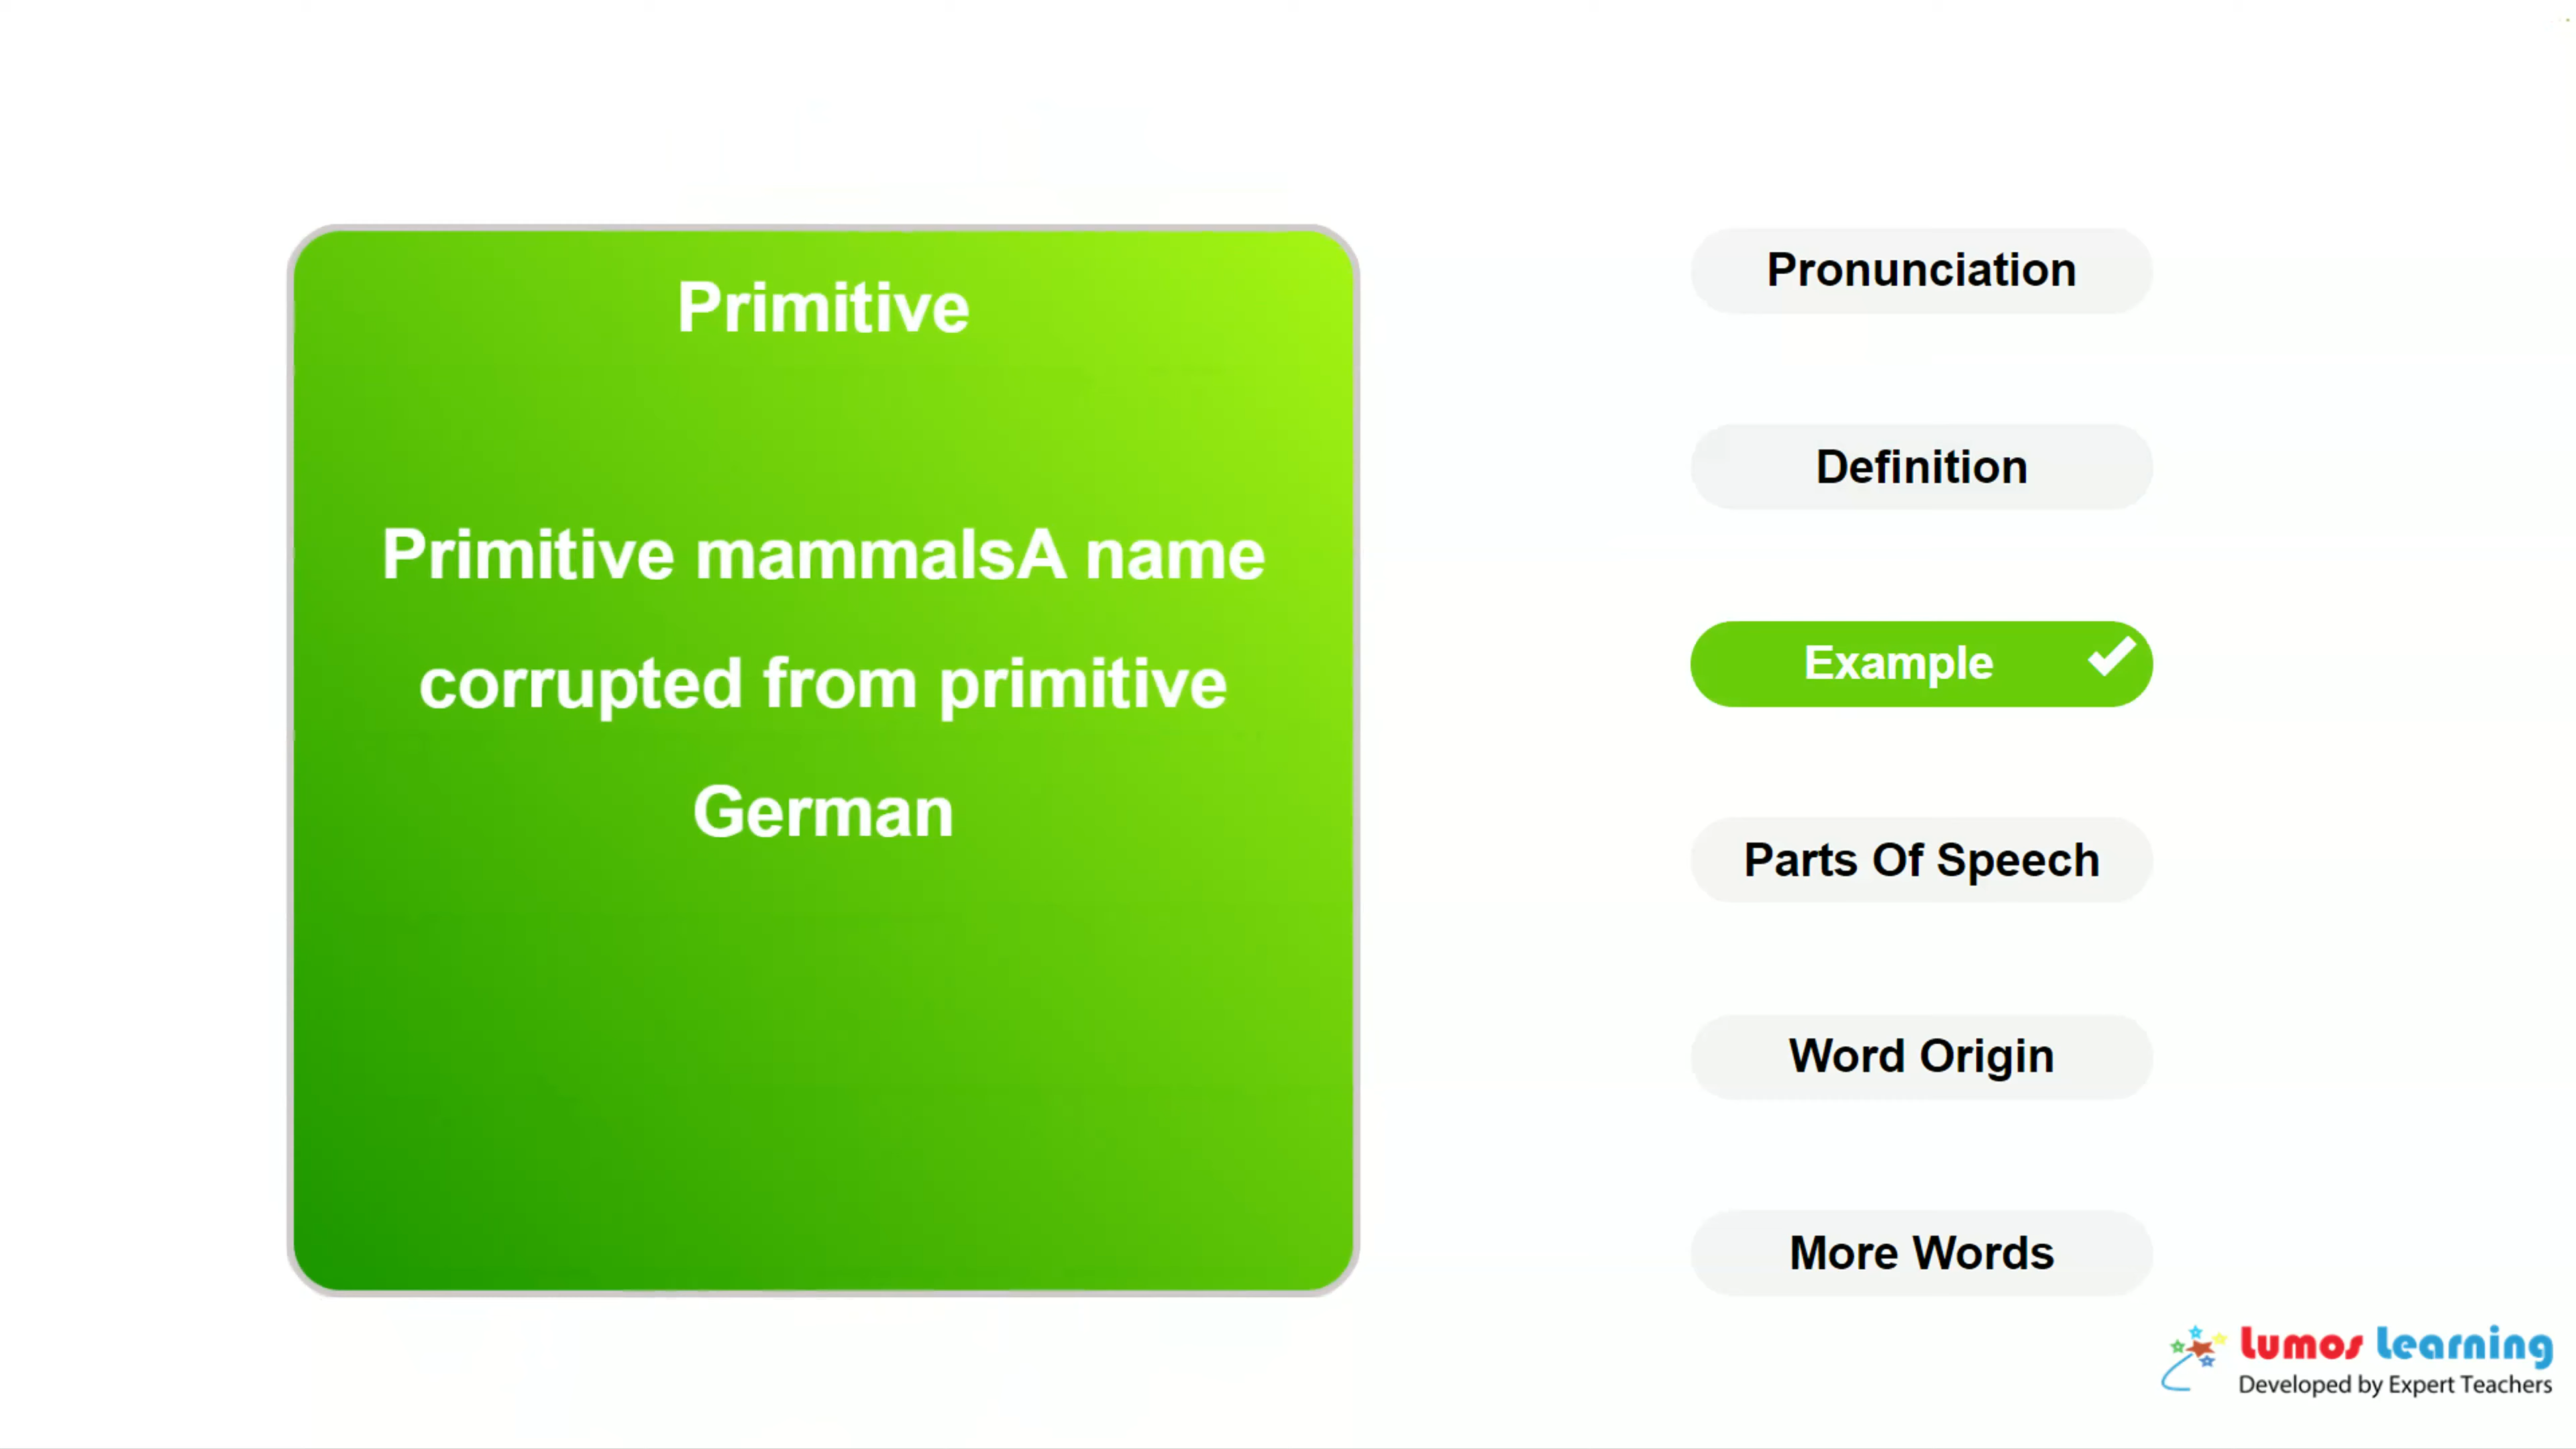 Primitive
Primitive mammalsA name
corrupted from primitive
German
Pronunciation
Definition
Example
Parts Of Speech
Word Origin
More Words
Lumos Learning
Developed by Expert Teachers